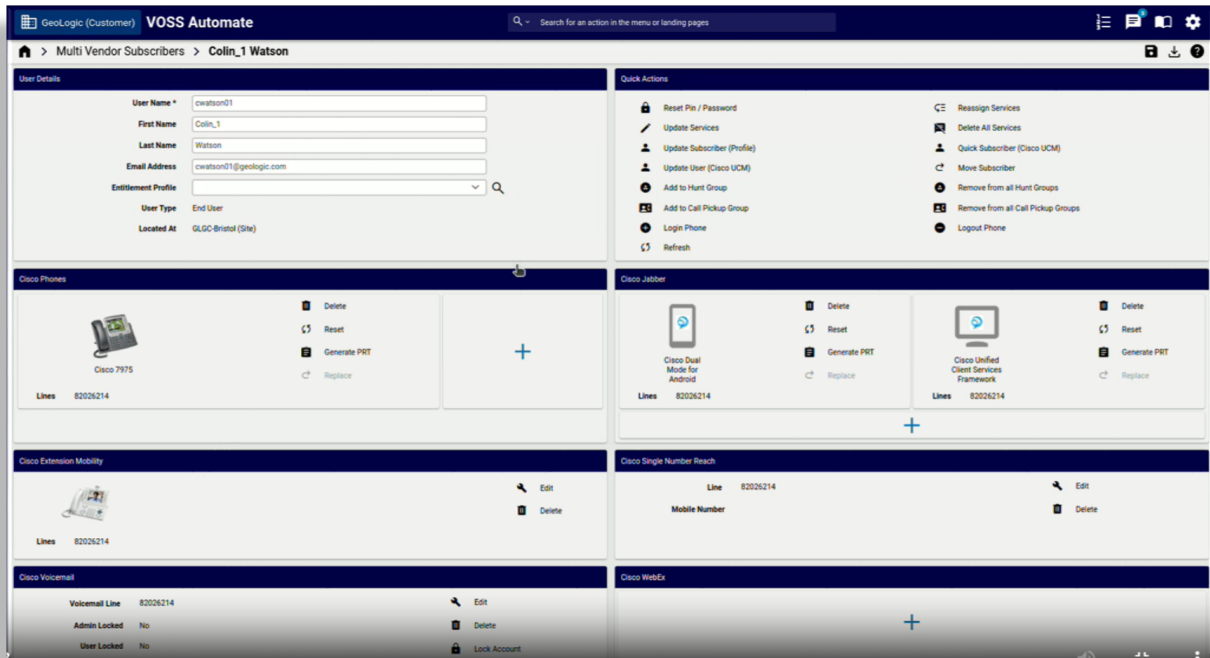 GeoLogic (Customer) VOSS Automate Search for an action in the menu or landing pages
> Multi Vendor Subscribers > Colin_1 Watson
User Details
User Name *
cwatson01
First Name
Colin_1
Last Name
Watson
Email Address
cwatson01@geologic.com
Entitlement Profile
User Type End User
Located At GLGC-Bristol (Site)
Quick Actions
Reset Pin / Password
Reassign Services
Update Services
Delete All Services
Update Subscriber (Profile)
Quick Subscriber (Cisco UCM)
Update User (Cisco UCM)
Move Subscriber
Add to Hunt Group
Remove from all Hunt Groups
Add to Call Pickup Group
Remove from all Call Pickup Groups
Login Phone
Logout Phone
Refresh
Cisco Phones
Cisco 7975
Delete
Reset
Generate PRT
Replace
Lines 82026214
+
Cisco Jabber
Cisco Dual
Mode for
Android
Delete
Reset
Generate PRT
Replace
Lines 82026214
Cisco Unified
Client Services
Framework
Delete
Reset
Generate PRT
Replace
Lines 82026214
+
Cisco Extension Mobility
Edit
Delete
Lines 82026214
Cisco Single Number Reach
Line 82026214
Mobile Number
Edit
Delete
Cisco Voicemail
Voicemail Line 82026214
Admin Locked No
User Locked No
Edit
Delete
Lock Account
Cisco WebEx
+